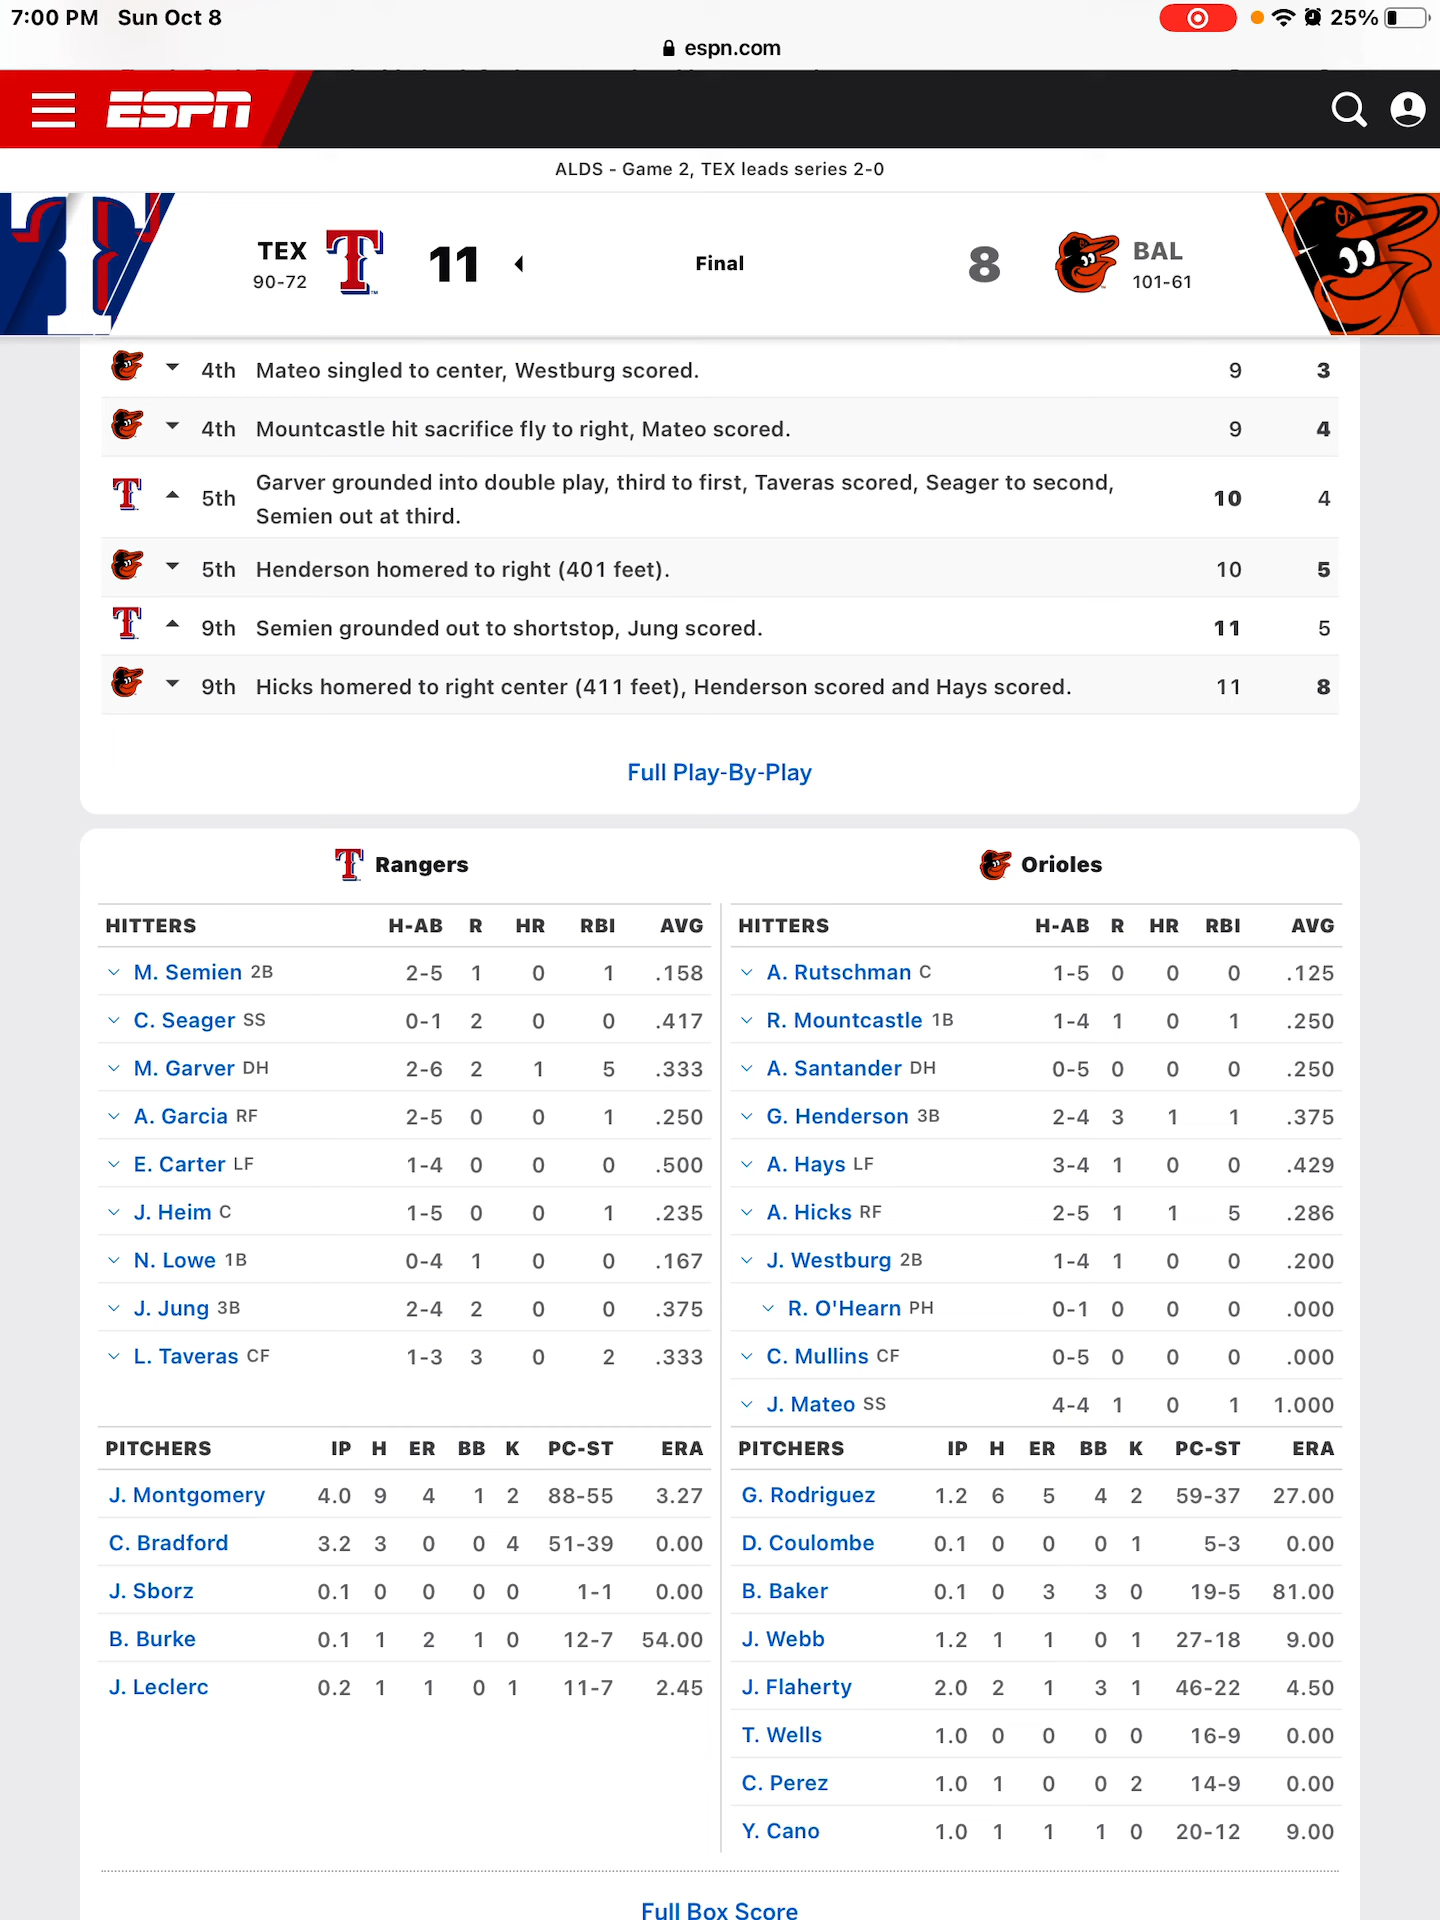 7:00 PM Sun Oct 8 25%
espn.com
ESPN
ALDS - Game 2, TEX leads series 2-0
TEX 90-72 T 11 Final 8 BAL 101-61
4th Mateo singled to center, Westburg scored. 9 3
4th Mountcastle hit sacrifice fly to right, Mateo scored. 9 4
5th Garver grounded into double play, third to first, Taveras scored, Seager to second,
Semien out at third. 10 4
5th Henderson homered to right (401 feet). 10 5
9th Semien grounded out to shortstop, Jung scored. 11 5
9th Hicks homered to right center (411 feet), Henderson scored and Hays scored. 11 8
Full Play-By-Play
Rangers
HITTERS H-AB R HR RBI AVG
M. Semien 2B 2-5 1 0 1 .158
C. Seager SS 0-1 2 0 0 .417
M. Garver DH 2-6 2 1 5 .333
A. Garcia RF 2-5 0 0 1 .250
E. Carter LF 1-4 0 0 0 .500
J. Heim C 1-5 0 0 1 .235
N. Lowe 1B 0-4 1 0 0 .167
J. Jung 3B 2-4 2 0 0 .375
L. Taveras CF 1-3 3 0 2 .333
PITCHERS IP H ER BB K PC-ST ERA
J. Montgomery 4.0 9 4 1 2 88-55 3.27
C. Bradford 3.2 3 0 0 4 51-39 0.00
J. Sborz 0.1 0 0 0 0 1-1 0.00
B. Burke 0.1 1 2 1 0 12-7 54.00
J. Leclerc 0.2 1 1 0 1 11-7 2.45
Orioles
HITTERS H-AB R HR RBI AVG
A. Rutschman C 1-5 0 0 0 .125
R. Mountcastle 1B 1-4 1 0 1 .250
A. Santander DH 0-5 0 0 0 .250
G. Henderson 3B 2-4 3 1 1 .375
A. Hays LF 3-4 1 0 0 .429
A. Hicks RF 2-5 1 1 5 .286
J. Westburg 2B 1-4 1 0 0 .200
R. O'Hearn PH 0-1 0 0 0 .000
C. Mullins CF 0-5 0 0 0 .000
J. Mateo SS 4-4 1 0 1 1.000
PITCHERS IP H ER BB K PC-ST ERA
G. Rodriguez 1.2 6 5 4 2 59-37 27.00
D. Coulombe 0.1 0 0 0 1 5-3 0.00
B. Baker 0.1 0 3 3 0 19-5 81.00
J. Webb 1.2 1 1 0 1 27-18 9.00
J. Flaherty 2.0 2 1 3 1 46-22 4.50
T. Wells 1.0 0 0 0 0 16-9 0.00
C. Perez 1.0 1 0 0 2 14-9 0.00
Y. Cano 1.0 1 1 1 0 20-12 9.00
Full Box Score